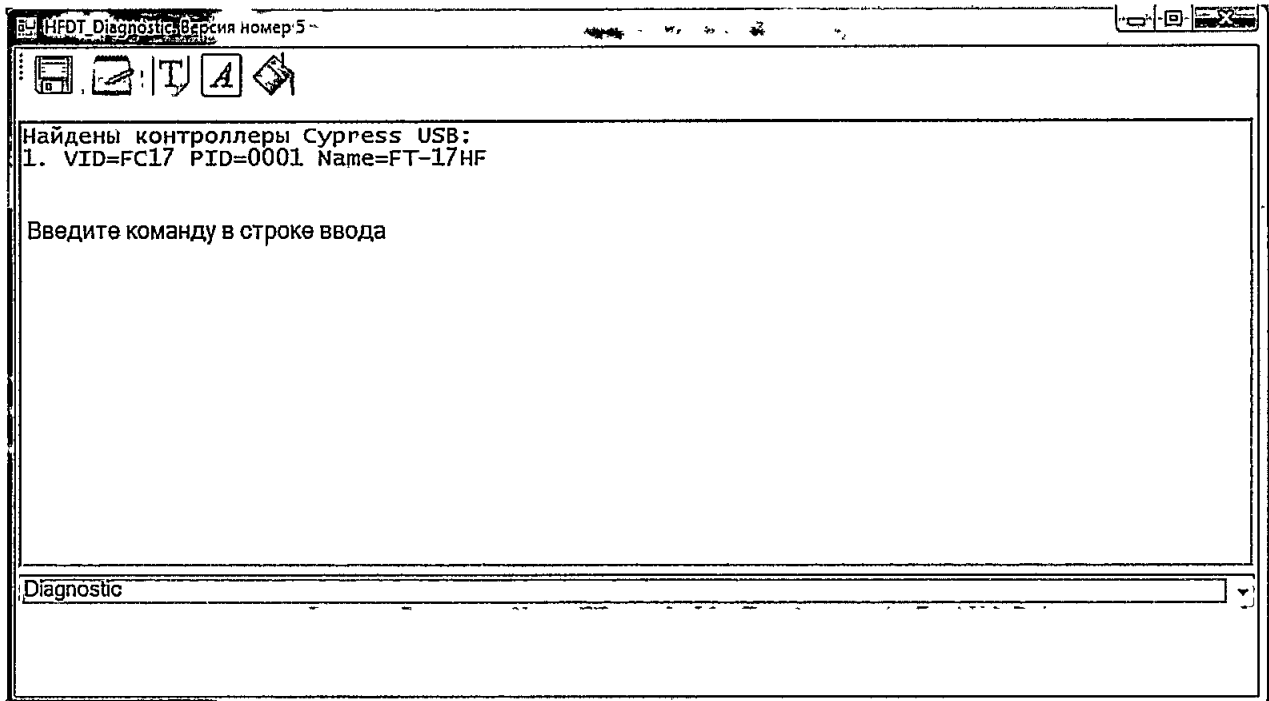 HFDT_Diagnostic. Версия номер 5
Найдены контроллеры Cypress USB:
1. VID=FC17 PID=0001 Name=FT-17HF
Введите команду в строке ввода
Diagnostic